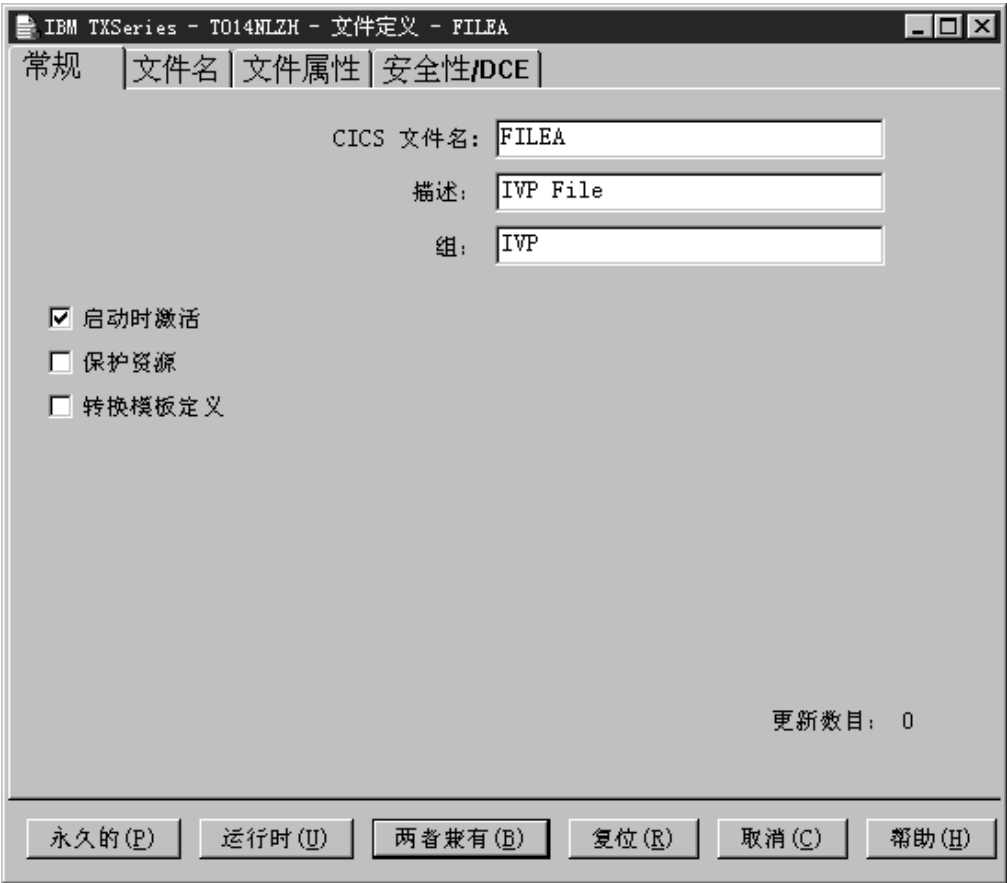 IBM TXSeries - TO14NLZH - 文件定义 - FILEA
常规 文件名 文件属性 安全性/DCE
CICS 文件名: FILEA
描述: IVP File
组: IVP
启动时激活
保护资源
转换模板定义
更新数目: 0
永久的(P) 运行时(U) 两者兼有(B) 复位(R) 取消(C) 帮助(H)